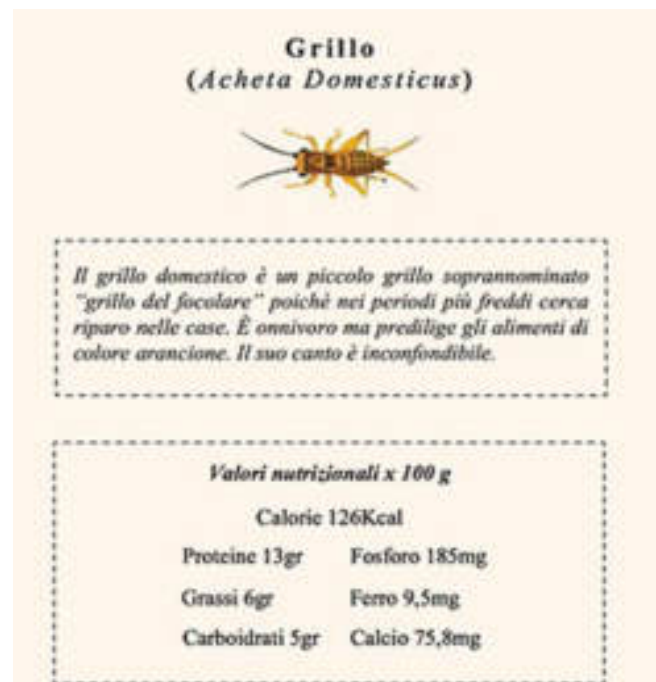 Grillo
(Acheta Domesticus)
Il grillo domestico è un piccolo grillo soprannominato
"grillo del focolare" poichè nei periodi più freddi cerca
riparo nelle case. È onnivoro ma predilige gli alimenti di
colore arancione. Il suo canto è inconfondibile.
Valori nutrizionali x 100 g
Calorie 126Kcal
Proteine 13gr Fosforo 185mg
Grassi 6gr Ferro 9,5mg
Carboidrati 5gr Calcio 75,8mg